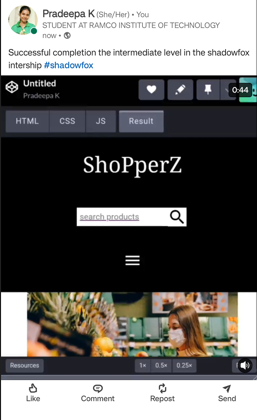 Pradeepa K (She/Her) • You
STUDENT AT RAMCO INSTITUTE OF TECHNOLOGY
now •
Successful completion the intermediate level in the shadowfox
intership #shadowfox
Untitled
Pradeepa K
0:44
HTML CSS JS Result
ShoPperZ
search products
Resources 1× 0.5× 0.25×
Like Comment Repost Send